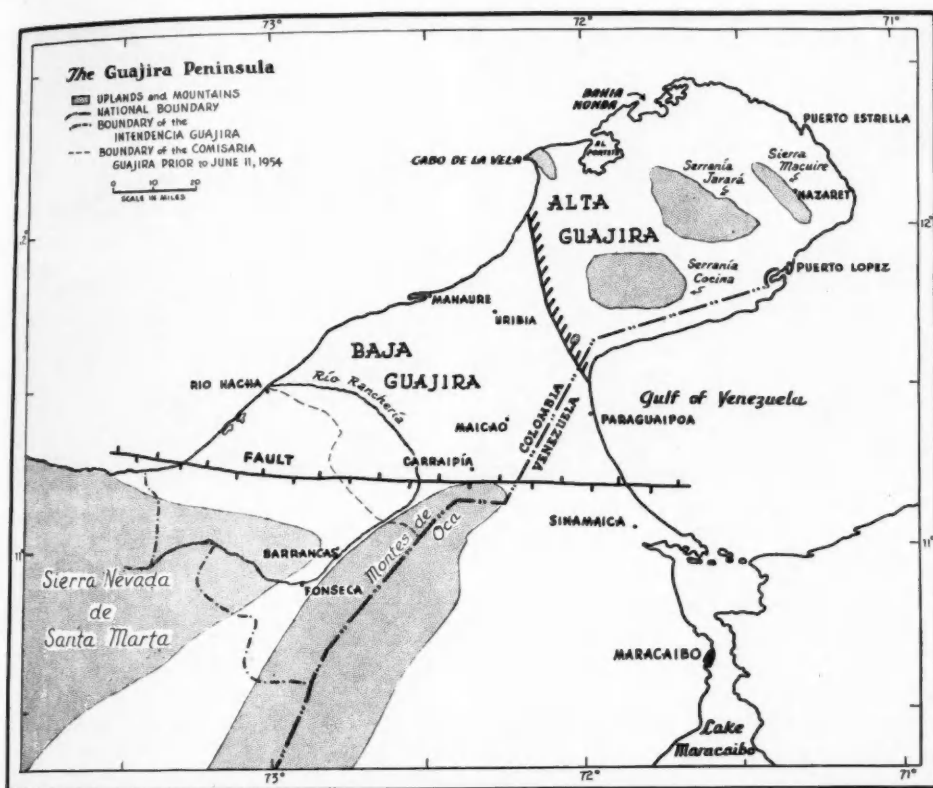 73°
72°
71°
The Guajira Peninsula
UPLANDS and MOUNTAINS
NATIONAL BOUNDARY
BOUNDARY of the
INTENDENCIA GUAJIRA
BOUNDARY of the COMISARIA
GUAJIRA PRIOR to JUNE 11, 1954
0 10 20
SCALE IN MILES
BAHIA
HONDA
PUERTO ESTRELLA
EL
PORTETE
CABO DE LA VELA
Serranía
Jarará
Sierra
Macuire
NAZARET
ALTA
GUAJIRA
12°
Serranía
Cocina
PUERTO LOPEZ
MANAURE
URIBIA
BAJA
GUAJIRA
RIO HACHA
Río Ranchería
Gulf of Venezuela
COLOMBIA
VENEZUELA
PARAGUAIPOA
MAICAO
FAULT
CARRAIPÍA
SINAMAICA
Montes de
Oca
11°
11°
BARRANCAS
FONSECA
Sierra Nevada
de
Santa Marta
MARACAIBO
Lake
Maracaibo
73°
72°
71°